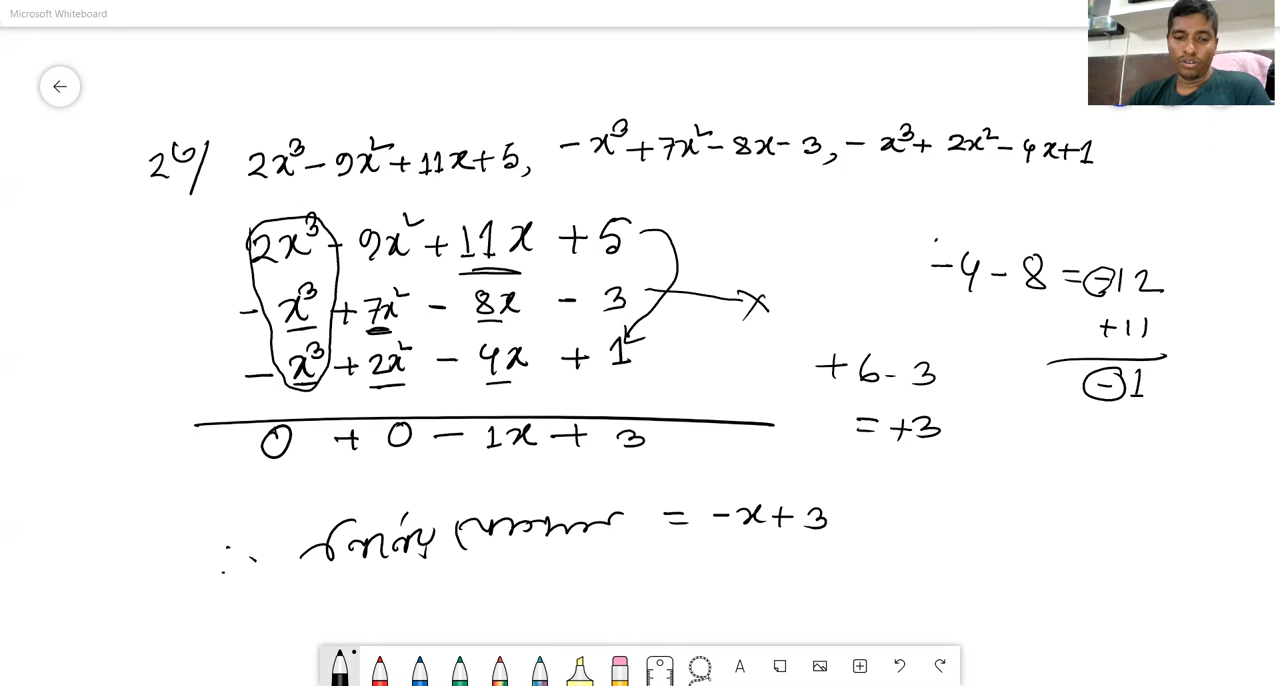 Microsoft Whiteboard
2৬/ 2x³ - 9x² + 11x + 5, - x³ + 7x² - 8x - 3, - x³ + 2x² - 4x + 1
2x³ - 9x² + 11x + 5
- x³ + 7x² - 8x - 3
- x³ + 2x² - 4x + 1
0 + 0 - 1x + 3
-4 - 8 = -12
+11
-1
+6 - 3
= +3
∴ নির্ণেয় যোগফল = -x + 3
A